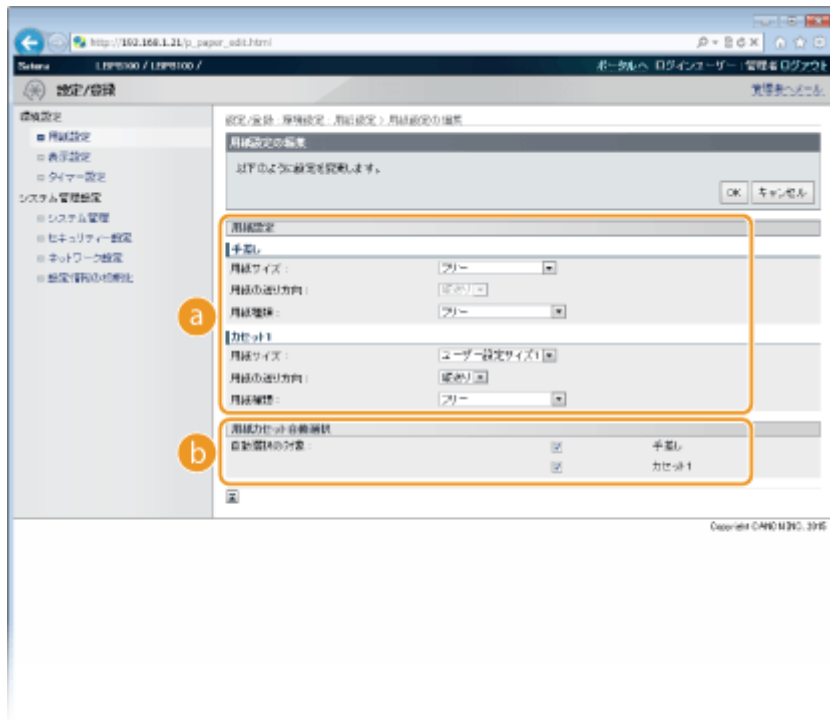 http://192.168.1.21/p_paper_edit.html
Satera LBP8100 / LBP8100 / ポータルへ ログインユーザー: 管理者 ログアウト
設定/登録 管理者へメール
環境設定
用紙設定
表示設定
タイマー設定
システム管理設定
システム管理
セキュリティー設定
ネットワーク設定
設定情報の初期化
設定/登録 : 環境設定 : 用紙設定 > 用紙設定の編集
用紙設定の編集
以下のように設定を変更します。
OK キャンセル
a
用紙設定
手差し
用紙サイズ : フリー
用紙の送り方向 : 縦送り
用紙種類 : フリー
カセット1
用紙サイズ : ユーザー設定サイズ1
用紙の送り方向 : 縦送り
用紙種類 : フリー
b
用紙カセット自動選択
自動選択の対象 : 手差し
カセット1
Copyright CANON INC. 2015